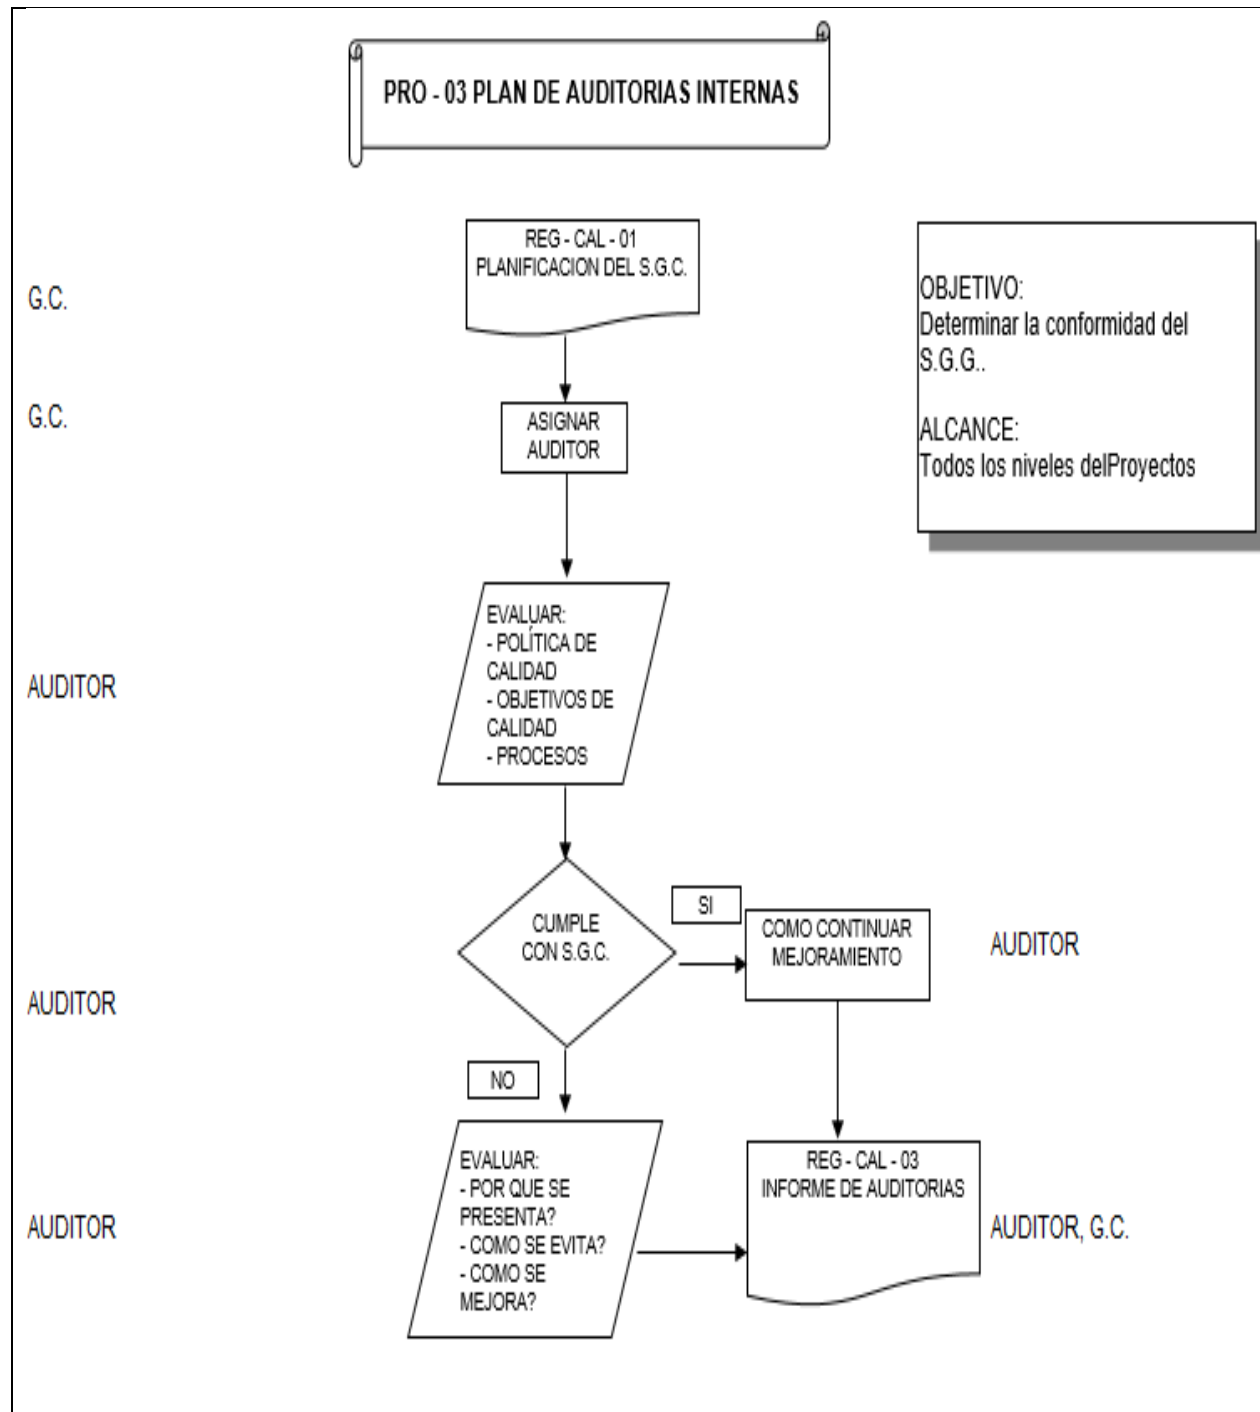 PRO - 03 PLAN DE AUDITORIAS INTERNAS
REG - CAL - 01
PLANIFICACION DEL S.G.C.
G.C.
OBJETIVO:
Determinar la conformidad del
S.G.G..
ALCANCE:
Todos los niveles delProyectos
G.C.
ASIGNAR
AUDITOR
AUDITOR
EVALUAR:
- POLÍTICA DE
CALIDAD
- OBJETIVOS DE
CALIDAD
- PROCESOS
CUMPLE
CON S.G.C.
SI
COMO CONTINUAR
MEJORAMIENTO
AUDITOR
AUDITOR
NO
AUDITOR
EVALUAR:
- POR QUE SE
PRESENTA?
- COMO SE EVITA?
- COMO SE
MEJORA?
REG - CAL - 03
INFORME DE AUDITORIAS
AUDITOR, G.C.